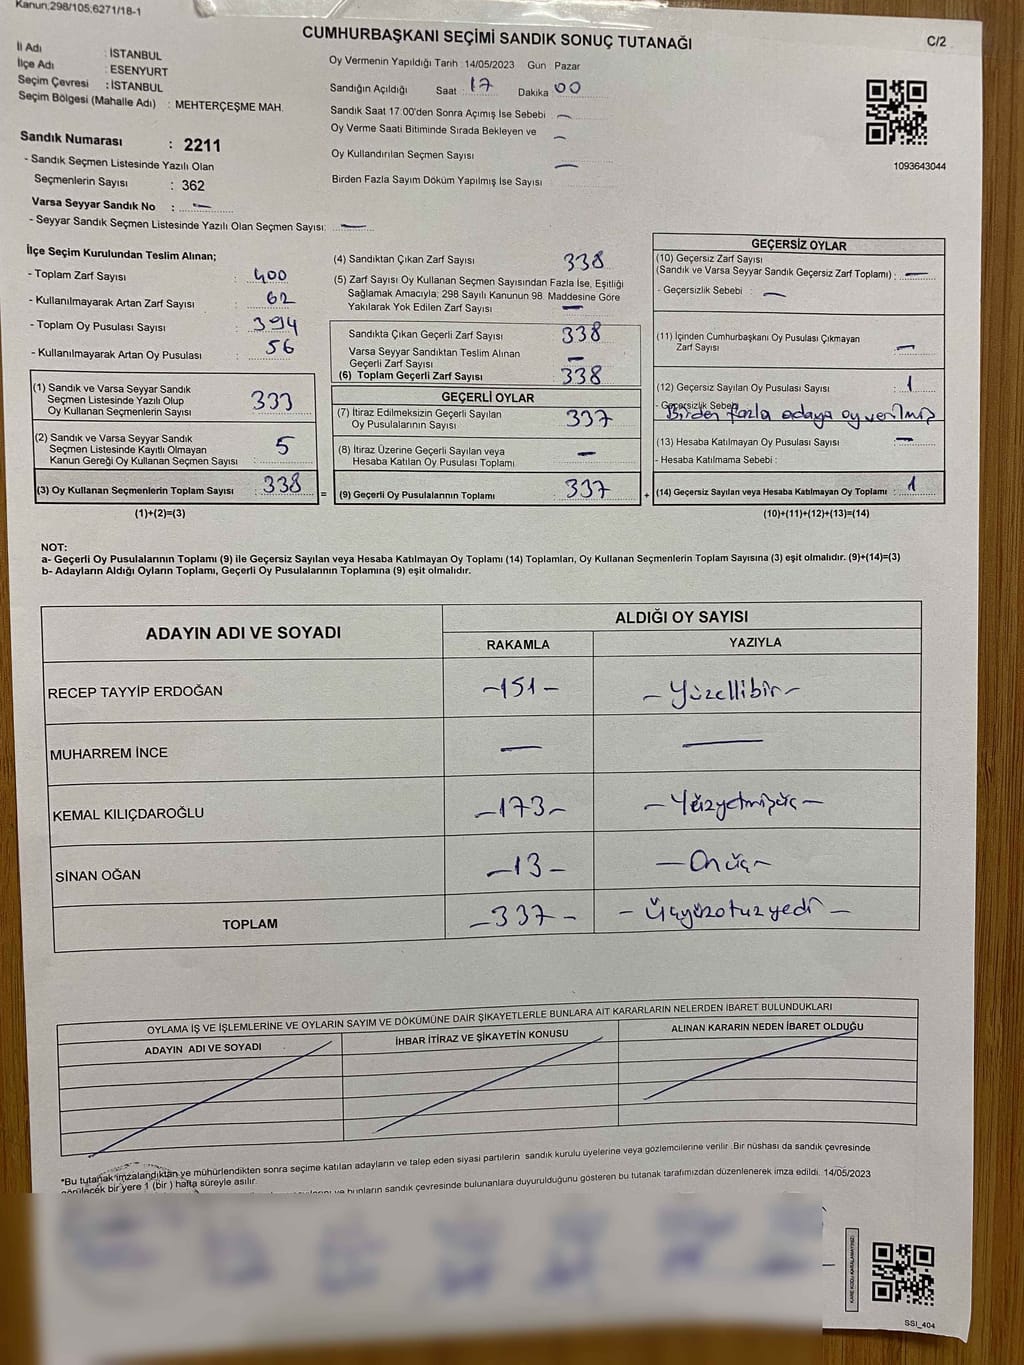 Kanun;298/105;6271/18-1
CUMHURBAŞKANI SEÇİMİ SANDIK SONUÇ TUTANAĞI
C/2
İl Adı : İSTANBUL
İlçe Adı : ESENYURT
Seçim Çevresi : İSTANBUL
Seçim Bölgesi (Mahalle Adı) : MEHTERÇEŞME MAH.
Sandık Numarası : 2211
- Sandık Seçmen Listesinde Yazılı Olan
Seçmenlerin Sayısı : 362
Varsa Seyyar Sandık No : —
- Seyyar Sandık Seçmen Listesinde Yazılı Olan Seçmen Sayısı: —
Oy Vermenin Yapıldığı Tarih 14/05/2023 Gün Pazar
Sandığın Açıldığı Saat 17 Dakika 00
Sandık Saat 17:00'den Sonra Açımış İse Sebebi —
Oy Verme Saati Bitiminde Sırada Bekleyen ve —
Oy Kullandırılan Seçmen Sayısı —
Birden Fazla Sayım Döküm Yapılmış İse Sayısı
1093643044
İlçe Seçim Kurulundan Teslim Alınan;
- Toplam Zarf Sayısı : 400
- Kullanılmayarak Artan Zarf Sayısı : 62
- Toplam Oy Pusulası Sayısı : 394
- Kullanılmayarak Artan Oy Pusulası : 56
(1) Sandık ve Varsa Seyyar Sandık
Seçmen Listesinde Yazılı Olup
Oy Kullanan Seçmenlerin Sayısı 333
(2) Sandık ve Varsa Seyyar Sandık
Seçmen Listesinde Kayıtlı Olmayan
Kanun Gereği Oy Kullanan Seçmen Sayısı : 5
(3) Oy Kullanan Seçmenlerin Toplam Sayısı 338 =
(1)+(2)=(3)
(4) Sandıktan Çıkan Zarf Sayısı 338
(5) Zarf Sayısı Oy Kullanan Seçmen Sayısından Fazla İse, Eşitliği
Sağlamak Amacıyla; 298 Sayılı Kanunun 98. Maddesine Göre
Yakılarak Yok Edilen Zarf Sayısı —
Sandıkta Çıkan Geçerli Zarf Sayısı 338
Varsa Seyyar Sandıktan Teslim Alınan
Geçerli Zarf Sayısı —
(6) Toplam Geçerli Zarf Sayısı 338
GEÇERLİ OYLAR
(7) İtiraz Edilmeksizin Geçerli Sayılan
Oy Pusulalarının Sayısı 337
(8) İtiraz Üzerine Geçerli Sayılan veya
Hesaba Katılan Oy Pusulası Toplamı —
(9) Geçerli Oy Pusulalarının Toplamı 337 +
GEÇERSİZ OYLAR
(10) Geçersiz Zarf Sayısı
(Sandık ve Varsa Seyyar Sandık Geçersiz Zarf Toplamı) : —
- Geçersizlik Sebebi : —
(11) İçinden Cumhurbaşkanı Oy Pusulası Çıkmayan
Zarf Sayısı —
(12) Geçersiz Sayılan Oy Pusulası Sayısı : 1
- Geçersizlik Sebebi
Birden fazla adaya oy verilmiş
(13) Hesaba Katılmayan Oy Pusulası Sayısı : —
- Hesaba Katılmama Sebebi :
(14) Geçersiz Sayılan veya Hesaba Katılmayan Oy Toplamı : 1
(10)+(11)+(12)+(13)=(14)
NOT:
a- Geçerli Oy Pusulalarının Toplamı (9) ile Geçersiz Sayılan veya Hesaba Katılmayan Oy Toplamı (14) Toplamları, Oy Kullanan Seçmenlerin Toplam Sayısına (3) eşit olmalıdır. (9)+(14)=(3)
b- Adayların Aldığı Oyların Toplamı, Geçerli Oy Pusulalarının Toplamına (9) eşit olmalıdır.
ADAYIN ADI VE SOYADI
ALDIĞI OY SAYISI
RAKAMLA YAZIYLA
RECEP TAYYİP ERDOĞAN -151- - Yüzellibir -
MUHARREM İNCE — —
KEMAL KILIÇDAROĞLU -173- - Yüzyetmişüç -
SİNAN OĞAN -13- - Onüç -
TOPLAM -337- - Üçyüzotuzyedi -
OYLAMA İŞ VE İŞLEMLERİNE VE OYLARIN SAYIM VE DÖKÜMÜNE DAİR ŞİKAYETLERLE BUNLARA AİT KARARLARIN NELERDEN İBARET BULUNDUKLARI
ADAYIN ADI VE SOYADI İHBAR İTİRAZ VE ŞİKAYETİN KONUSU ALINAN KARARIN NEDEN İBARET OLDUĞU
*Bu tutanak imzalandıktan ve mühürlendikten sonra seçime katılan adayların ve talep eden siyasi partilerin sandık kurulu üyelerine veya gözlemcilerine verilir .Bir nüshası da sandık çevresinde
görülecek bir yere 1 (bir ) hafta süreyle asılır.
ve bunların sandık çevresinde bulunanlara duyurulduğunu gösteren bu tutanak tarafımızdan düzenlenerek imza edildi. 14/05/2023
KARE KODU KARALAMAYINIZ!
SSI_404